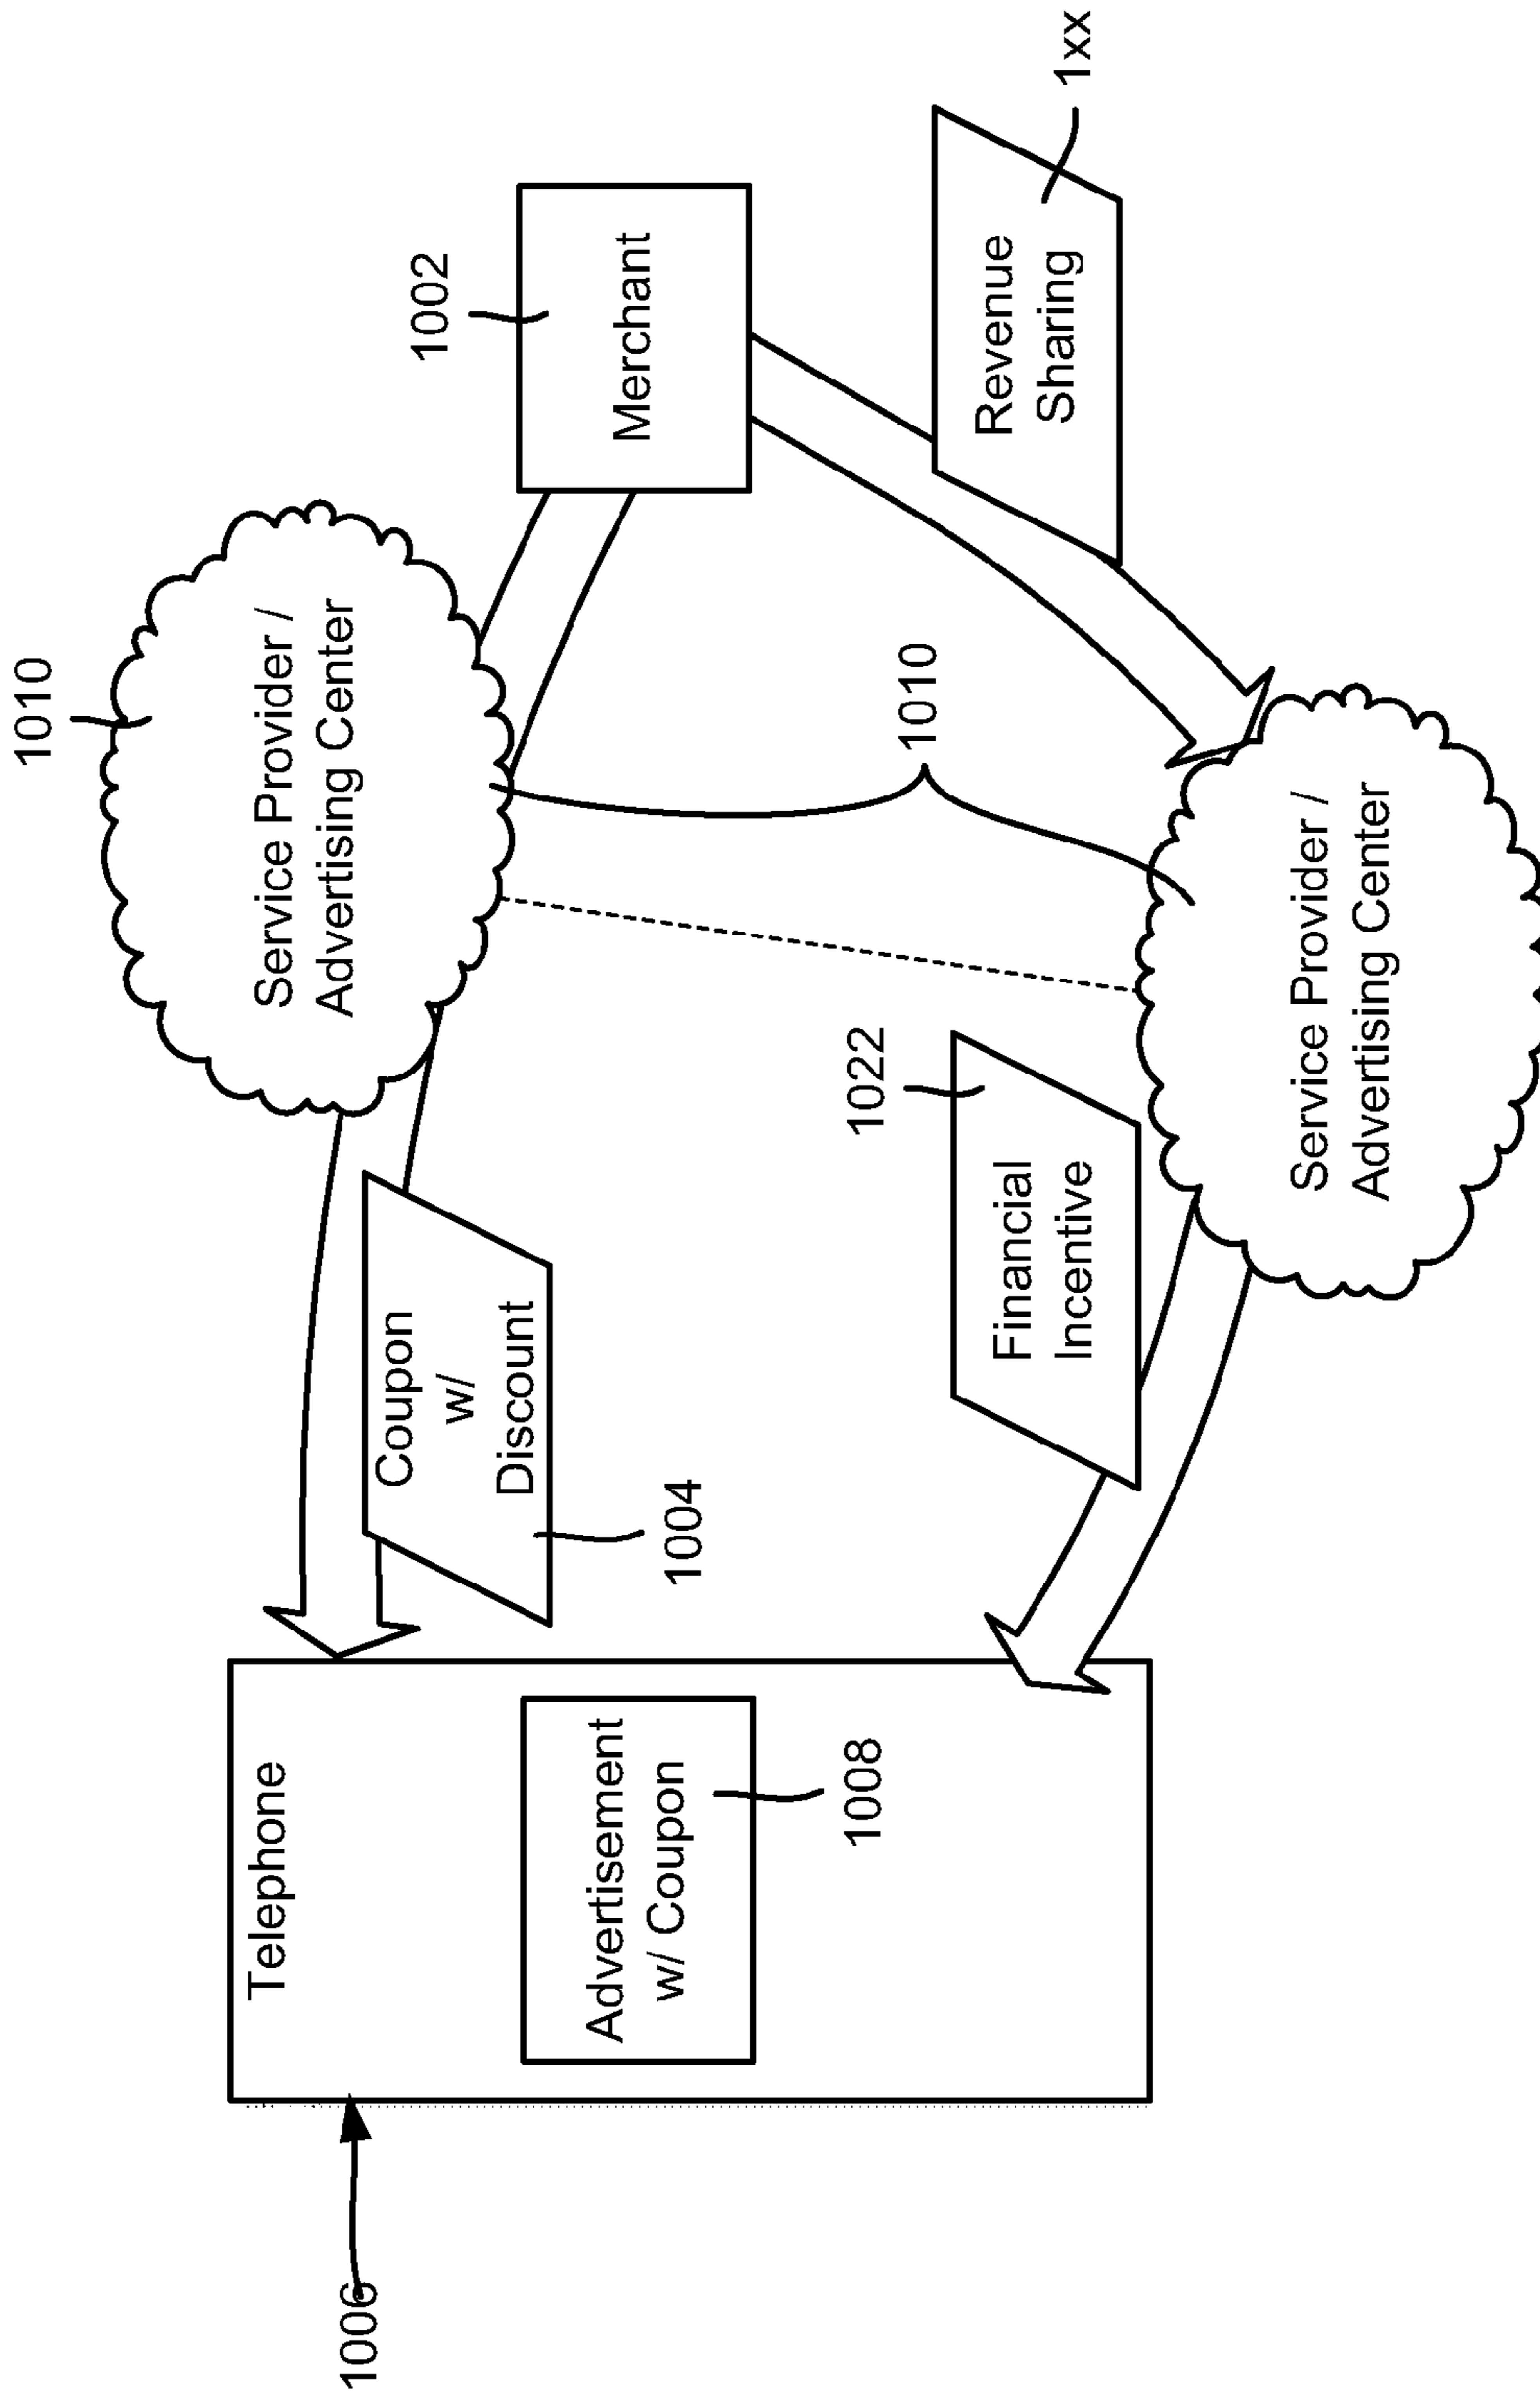 1010
Service Provider /
Advertising Center
Telephone
1006
Coupon
w/
Discount
1004
1002
Merchant
Advertisement
w/ Coupon
1008
1010
1022
Financial
Incentive
Revenue
Sharing
1xx
Service Provider /
Advertising Center